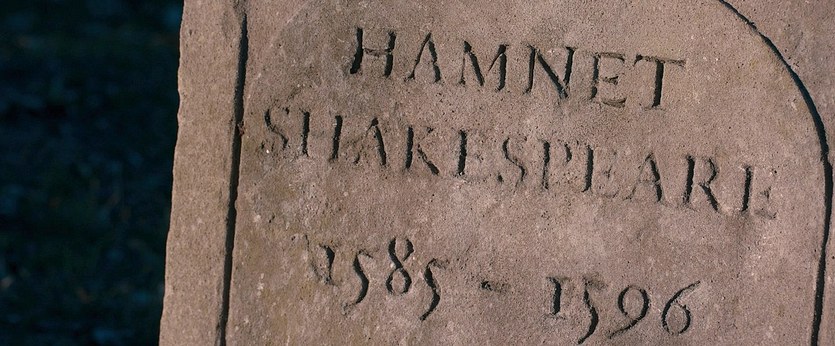 HAMNET
SHAKESPEARE
1585 - 1596